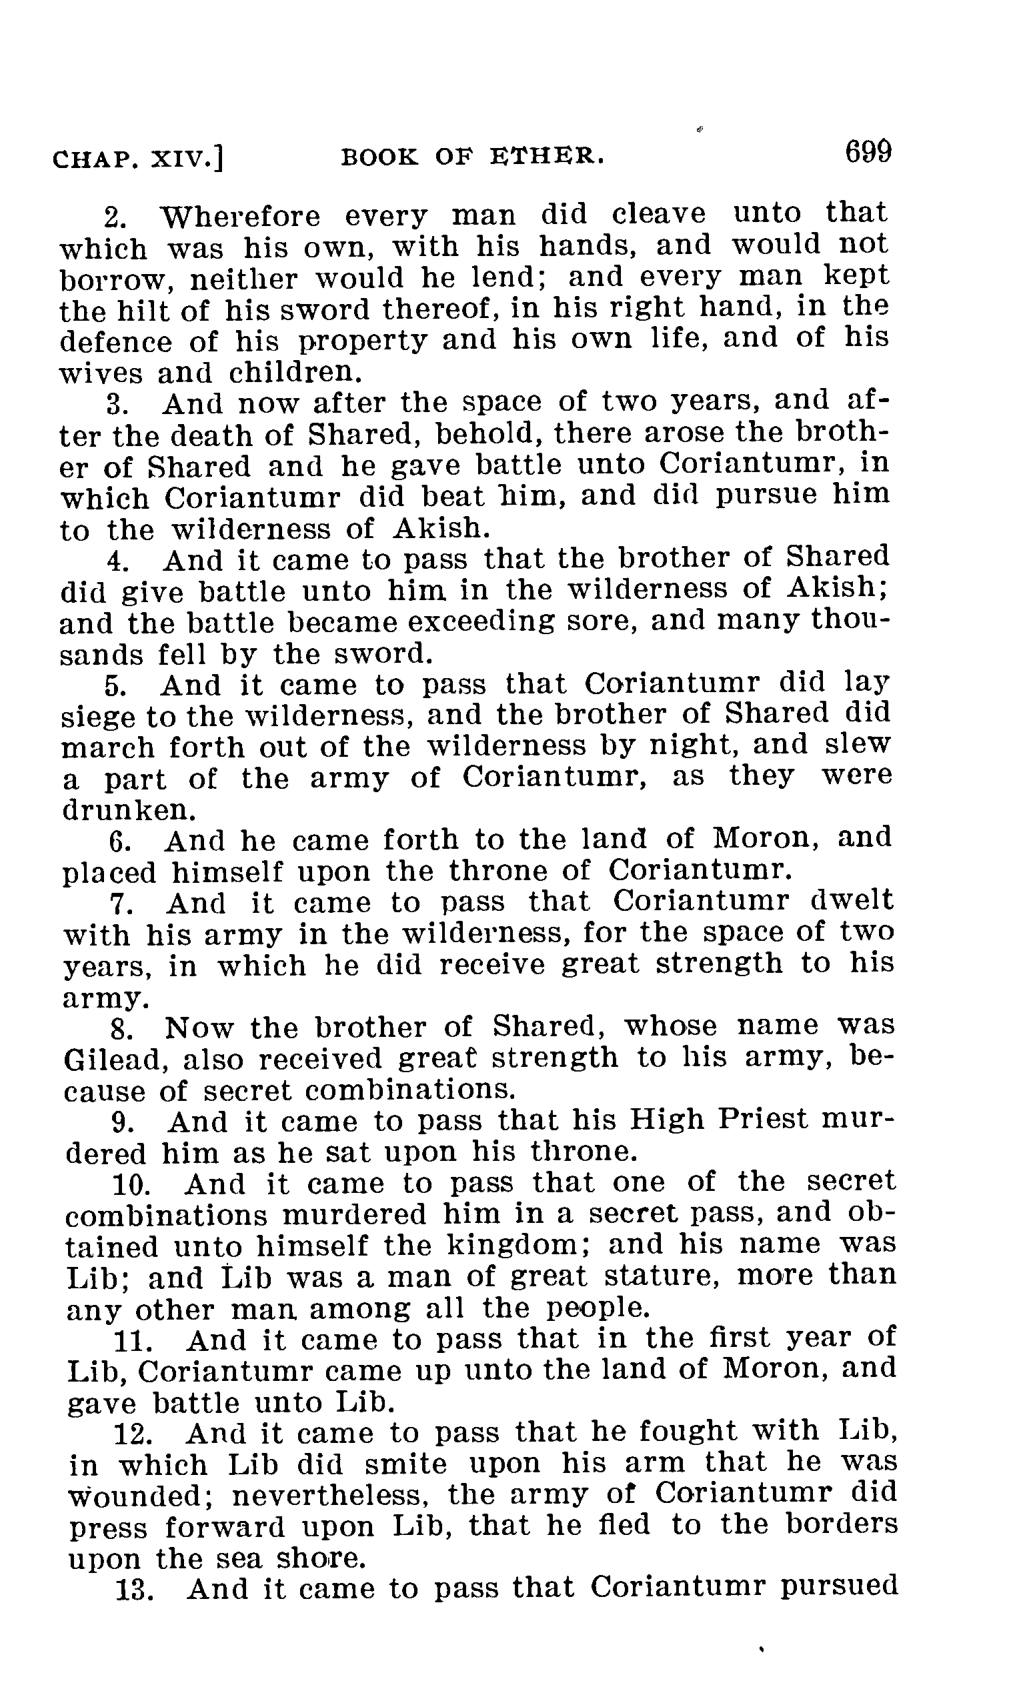 CHAP. XIV.] BOOK OF ETHER. 699
2. Wherefore every man did cleave unto that
which was his own, with his hands, and would not
borrow, neither would he lend; and every man kept
the hilt of his sword thereof, in his right hand, in the
defence of his property and his own life, and of his
wives and children.
3. And now after the space of two years, and af-
ter the death of Shared, behold, there arose the broth-
er of Shared and he gave battle unto Coriantumr, in
which Coriantumr did beat him, and did pursue him
to the wilderness of Akish.
4. And it came to pass that the brother of Shared
did give battle unto him in the wilderness of Akish;
and the battle became exceeding sore, and many thou-
sands fell by the sword.
5. And it came to pass that Coriantumr did lay
siege to the wilderness, and the brother of Shared did
march forth out of the wilderness by night, and slew
a part of the army of Coriantumr, as they were
drunken.
6. And he came forth to the land of Moron, and
placed himself upon the throne of Coriantumr.
7. And it came to pass that Coriantumr dwelt
with his army in the wilderness, for the space of two
years, in which he did receive great strength to his
army.
8. Now the brother of Shared, whose name was
Gilead, also received great strength to his army, be-
cause of secret combinations.
9. And it came to pass that his High Priest mur-
dered him as he sat upon his throne.
10. And it came to pass that one of the secret
combinations murdered him in a secret pass, and ob-
tained unto himself the kingdom; and his name was
Lib; and Lib was a man of great stature, more than
any other man among all the people.
11. And it came to pass that in the first year of
Lib, Coriantumr came up unto the land of Moron, and
gave battle unto Lib.
12. And it came to pass that he fought with Lib,
in which Lib did smite upon his arm that he was
wounded; nevertheless, the army of Coriantumr did
press forward upon Lib, that he fled to the borders
upon the sea shore.
13. And it came to pass that Coriantumr pursued